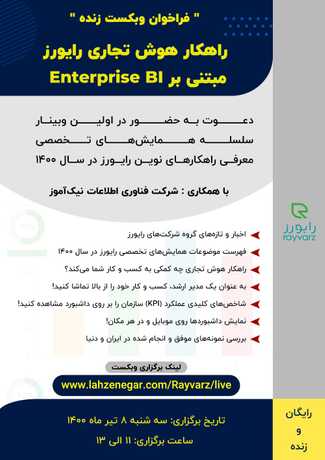 " فراخوان وبکست زنده "
راهکار هوش تجاری رایورز
مبتنی بر Enterprise BI
دعوت به حضور در اولین وبینار
سلسله همایش‌های تخصصی
معرفی راهکارهای نوین رایورز در سال ۱۴۰۰
با همکاری : شرکت فناوری اطلاعات نیک‌آموز
رایورز
rayvarz
اخبار و تازه‌های گروه شرکت‌های رایورز
فهرست موضوعات همایش‌های تخصصی رایورز در سال ۱۴۰۰
راهکار هوش تجاری چه کمکی به کسب و کار شما می‌کند؟
به عنوان یک مدیر ارشد، کسب و کار خود را از بالا تماشا کنید!
شاخص‌های کلیدی عملکرد (KPI) سازمان را بر روی داشبورد مشاهده کنید!
نمایش داشبوردها روی موبایل و در هر مکان!
بررسی نمونه‌های موفق و انجام شده در ایران و دنیا
لینک برگزاری وبکست
www.lahzenegar.com/Rayvarz/live
تاریخ برگزاری: سه شنبه ۸ تیر ماه ۱۴۰۰
ساعت برگزاری: ۱۱ الی ۱۳
رایگان
و
زنده